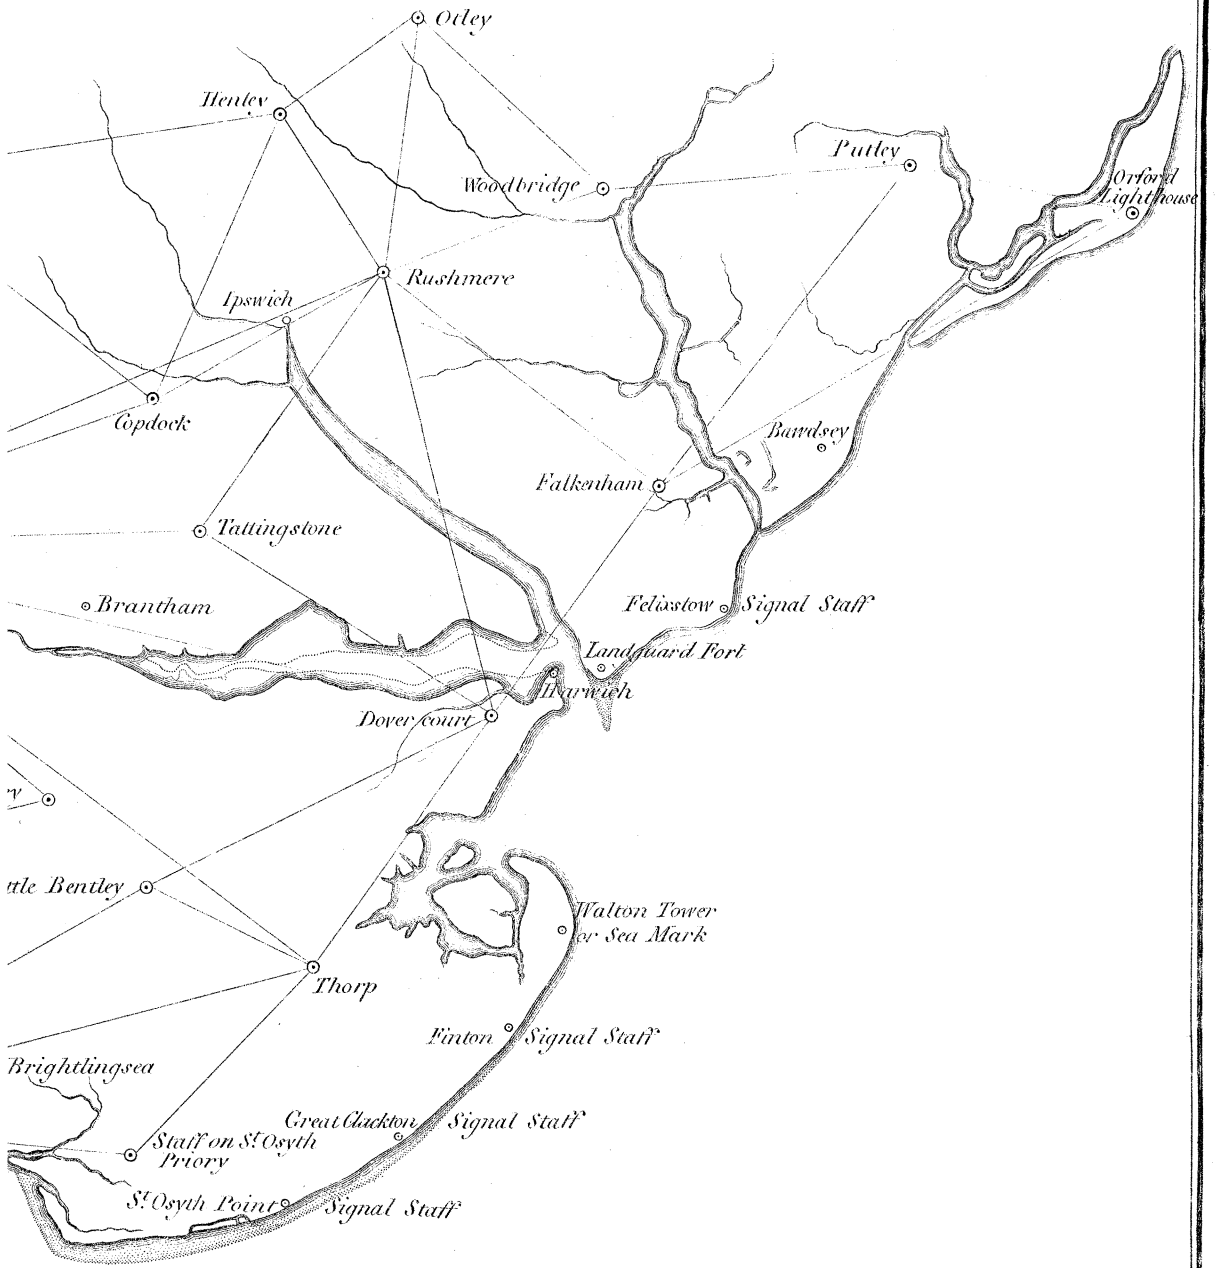 Otley
Henley
Putley
Woodbridge
Orford
Lighthouse
Rushmere
Ipswich
Copdock
Bawdsey
Falkenham
Tattingstone
Brantham
Felixstow Signal Staff
Landguard Fort
Harwich
Dover court
ttle Bentley
Walton Tower
or Sea Mark
Thorp
Finton Signal Staff
Brightlingsea
Great Clackton Signal Staff
Staff on St. Osyth
Priory
St. Osyth Point Signal Staff